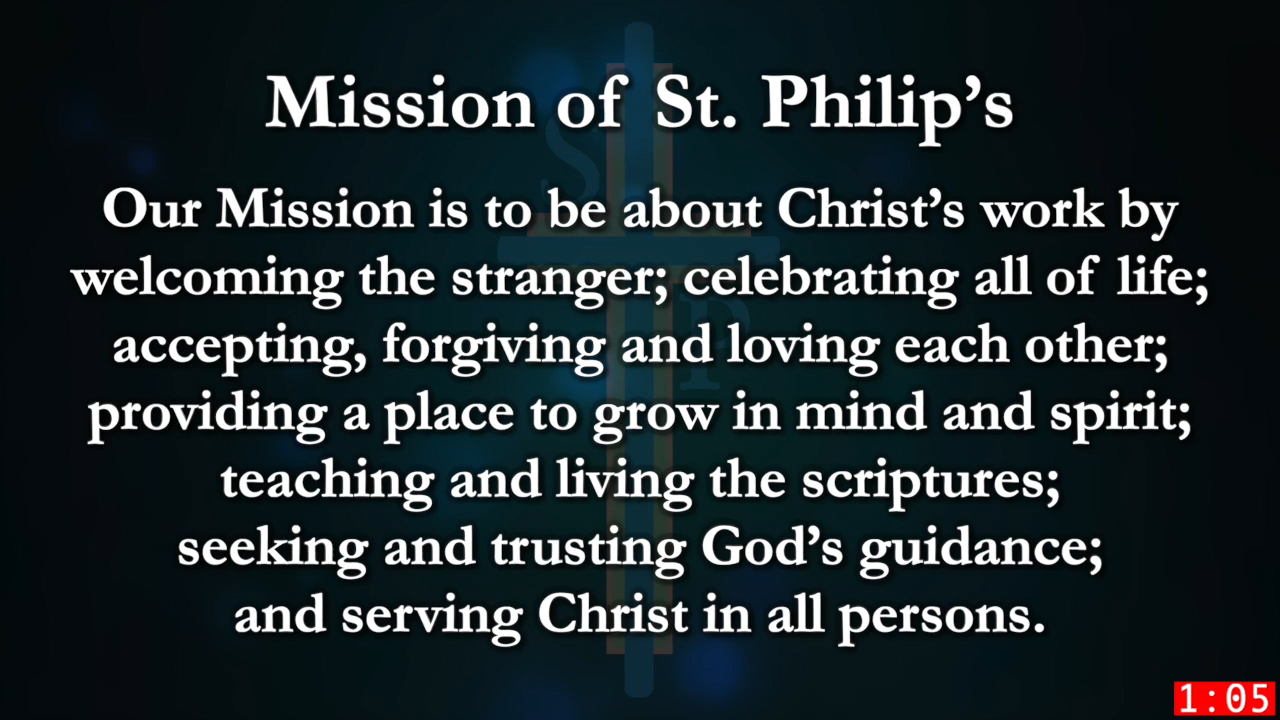 Mission of St. Philip’s
Our Mission is to be about Christ’s work by
welcoming the stranger; celebrating all of life;
accepting, forgiving and loving each other;
providing a place to grow in mind and spirit;
teaching and living the scriptures;
seeking and trusting God’s guidance;
and serving Christ in all persons.
S
P
1:05